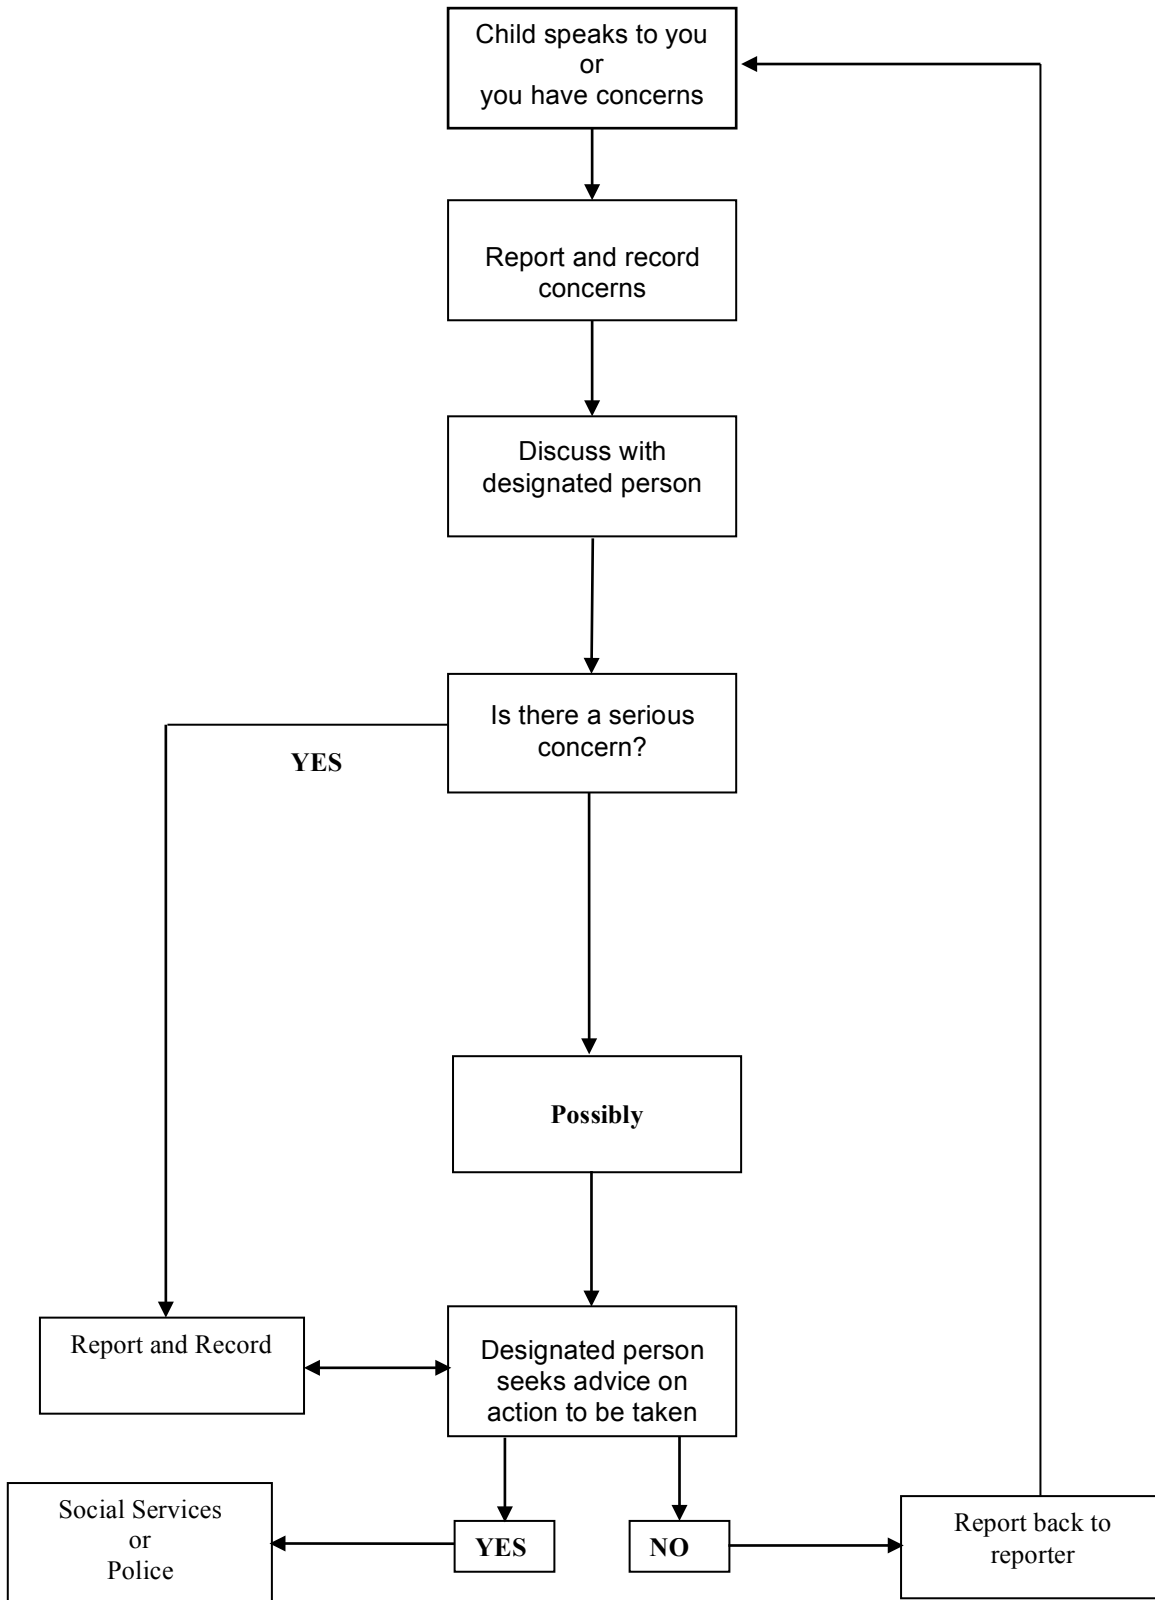 Child speaks to you
or
you have concerns
Report and record
concerns
Discuss with
designated person
Is there a serious
concern?
YES
Possibly
Report and Record
Designated person
seeks advice on
action to be taken
Social Services
or
Police
YES
NO
Report back to
reporter